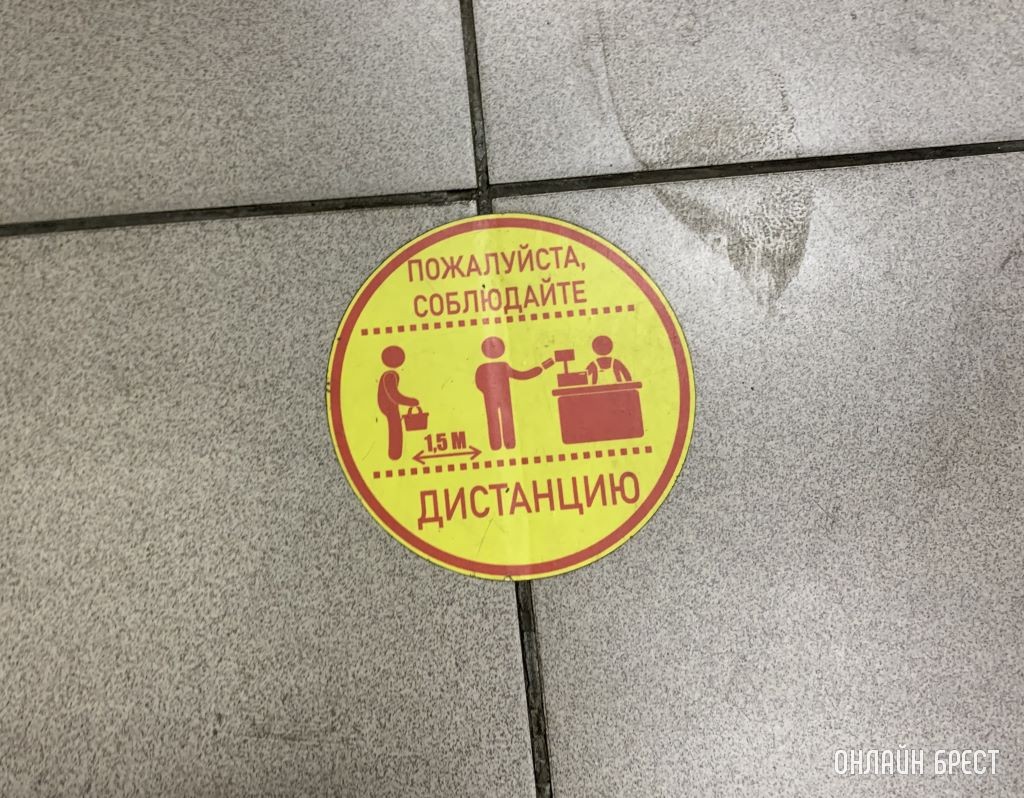 ПОЖАЛУЙСТА,
СОБЛЮДАЙТЕ
1,5 М
ДИСТАНЦИЮ
ОНЛАЙН БРЕСТ